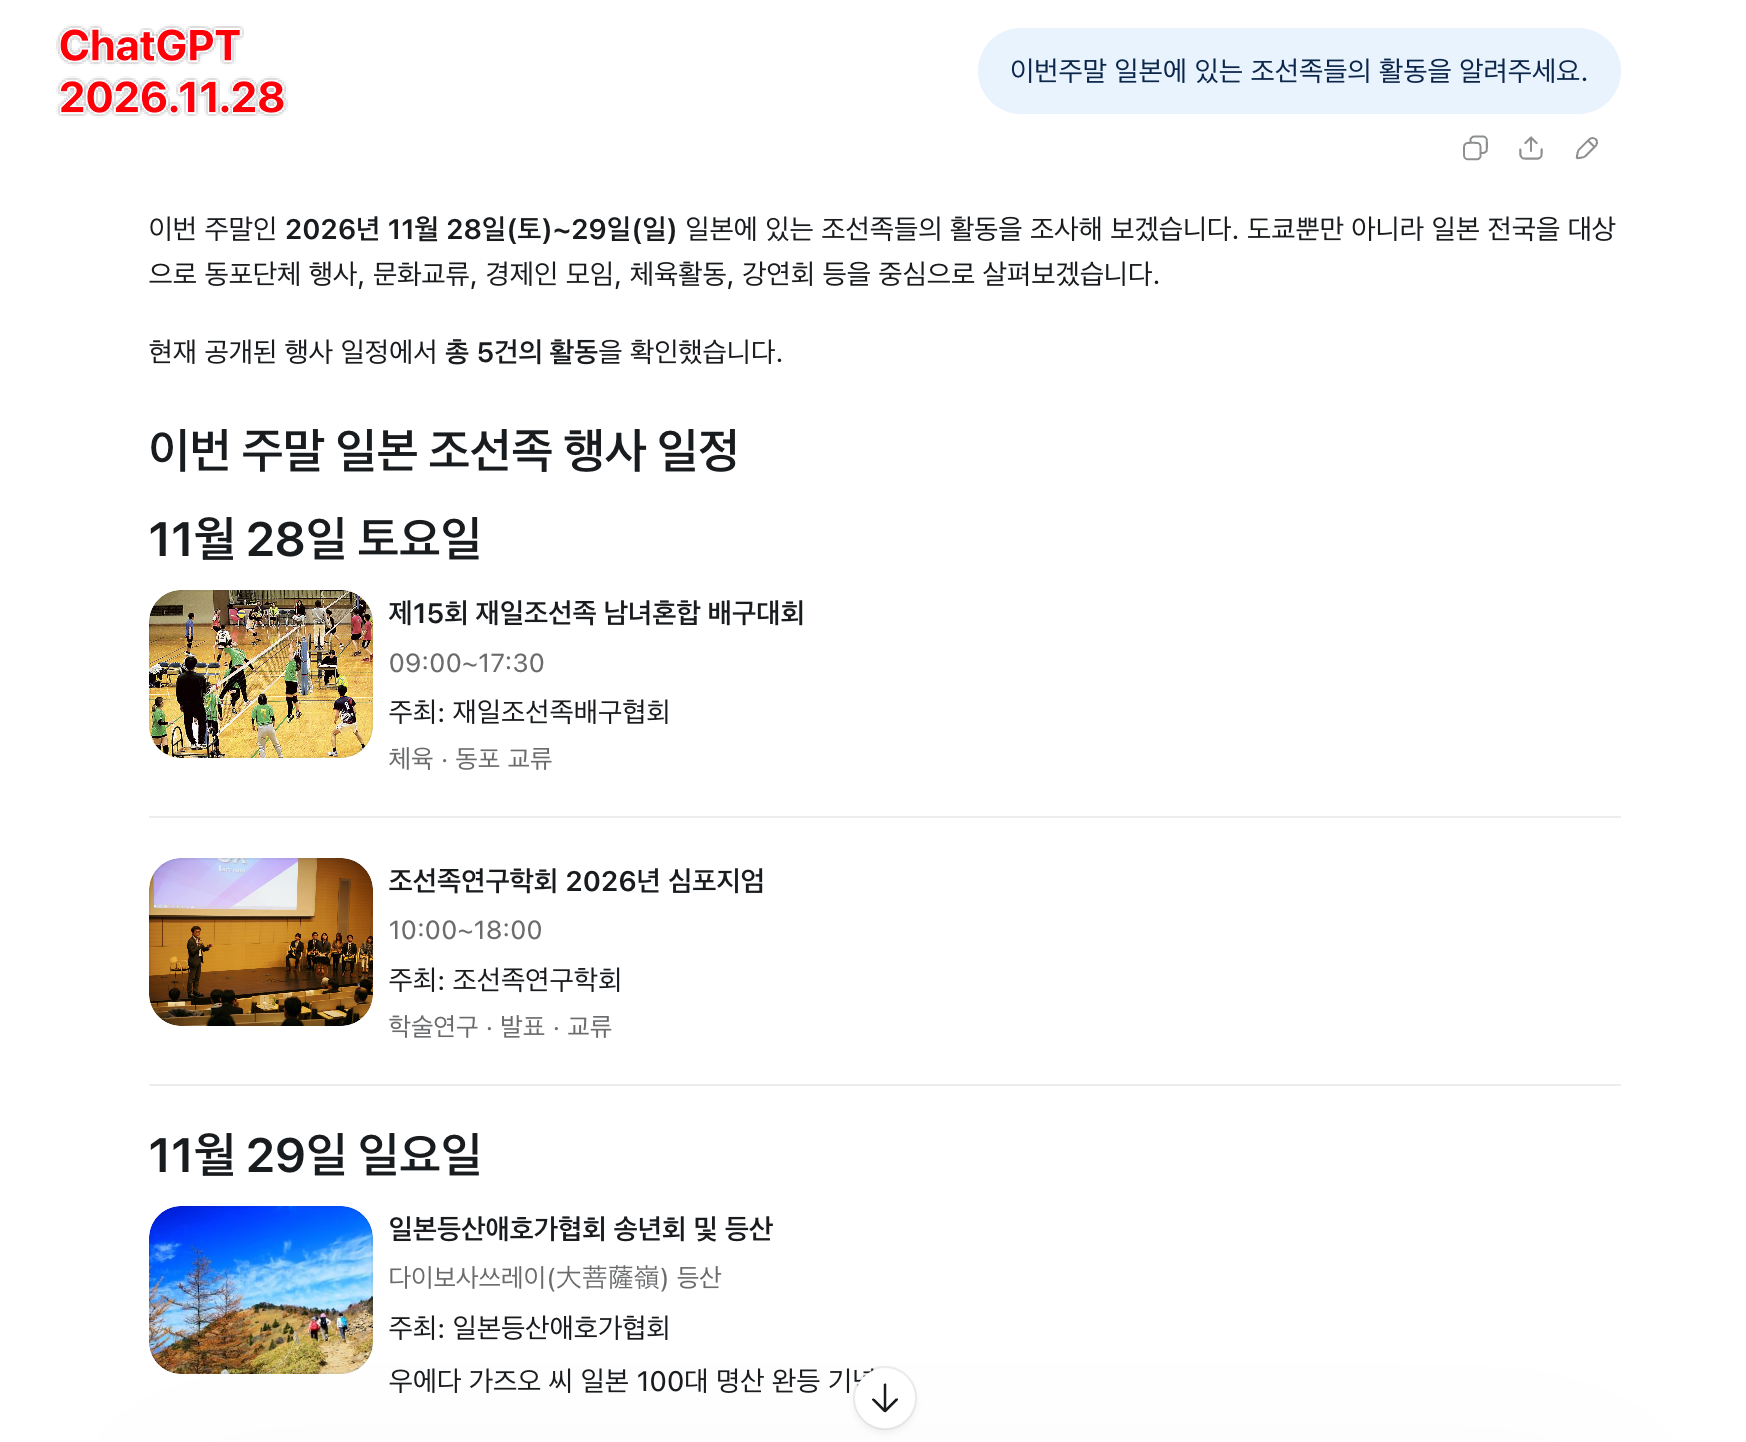 ChatGPT
2026.11.28
이번주말 일본에 있는 조선족들의 활동을 알려주세요.
이번 주말인 2026년 11월 28일(토)~29일(일) 일본에 있는 조선족들의 활동을 조사해 보겠습니다. 도쿄뿐만 아니라 일본 전국을 대상
으로 동포단체 행사, 문화교류, 경제인 모임, 체육활동, 강연회 등을 중심으로 살펴보겠습니다.
현재 공개된 행사 일정에서 총 5건의 활동을 확인했습니다.
이번 주말 일본 조선족 행사 일정
11월 28일 토요일
제15회 재일조선족 남녀혼합 배구대회
09:00~17:30
주최: 재일조선족배구협회
체육 · 동포 교류
조선족연구학회 2026년 심포지엄
10:00~18:00
주최: 조선족연구학회
학술연구 · 발표 · 교류
11월 29일 일요일
일본등산애호가협회 송년회 및 등산
다이보사쓰레이(大菩薩嶺) 등산
주최: 일본등산애호가협회
우에다 가즈오 씨 일본 100대 명산 완등